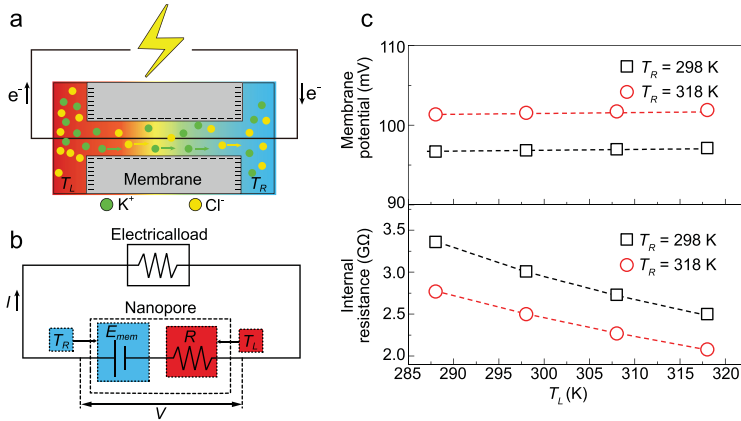 a
e⁻
e⁻
T_L
Membrane
T_R
K⁺
Cl⁻
b
Electricalload
I
Nanopore
T_R
E_mem
R
T_L
V
c
110
100
90
Membrane
potential (mV)
T_R = 298 K
T_R = 318 K
3.5
3.0
2.5
2.0
Internal
resistance (GΩ)
T_R = 298 K
T_R = 318 K
285 290 295 300 305 310 315 320
T_L (K)